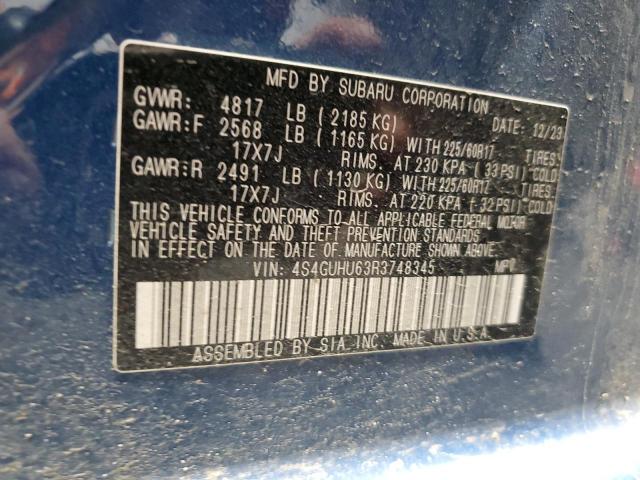 MFD BY SUBARU CORPORATION
GVWR: 4817 LB (2185 KG) DATE: 12/23
GAWR:F 2568 LB (1165 KG) WITH 225/60R17 TIRES
17X7J RIMS. AT 230 KPA (33 PSI) COLD
GAWR:R 2491 LB (1130 KG) WITH 225/60R17 TIRES
17X7J RIMS. AT 220 KPA (32 PSI) COLD
THIS VEHICLE CONFORMS TO ALL APPLICABLE FEDERAL MOTOR
VEHICLE SAFETY AND THEFT PREVENTION STANDARDS
IN EFFECT ON THE DATE OF MANUFACTURE SHOWN ABOVE.
VIN: 4S4GUHU63R3748345 MPV
ASSEMBLED BY SIA, INC. MADE IN U.S.A.